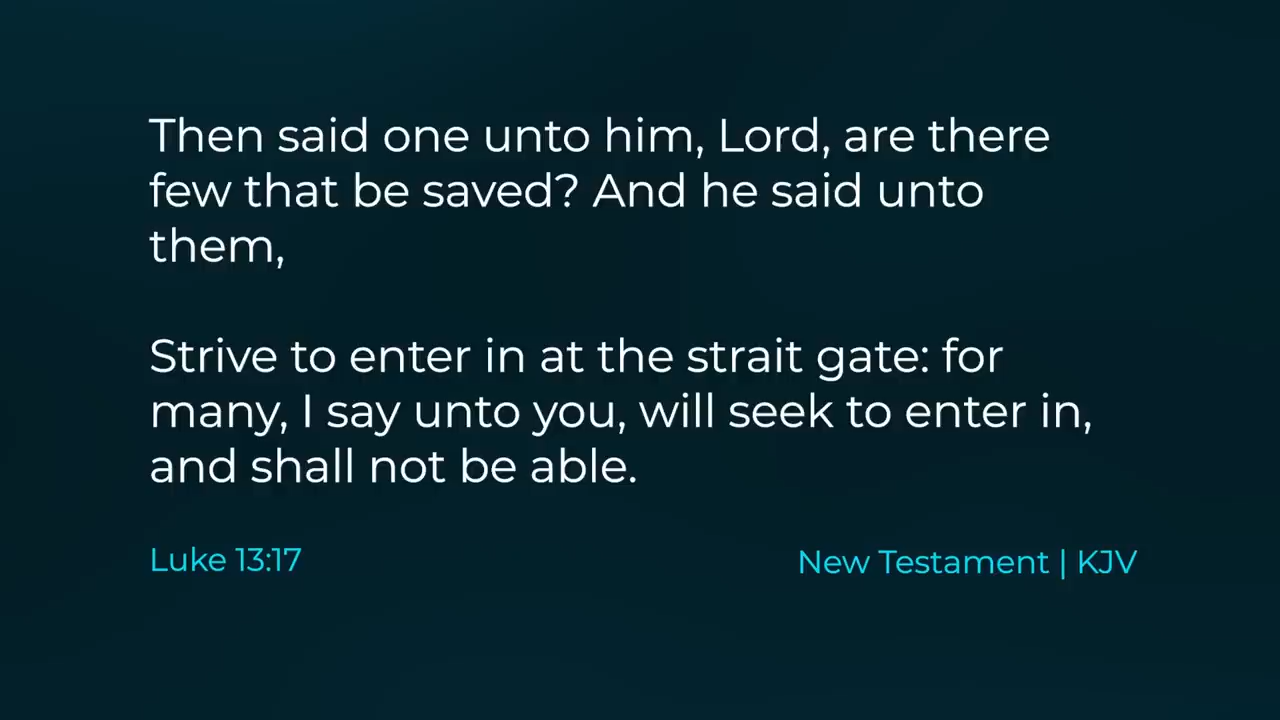 Then said one unto him, Lord, are there
few that be saved? And he said unto
them,
Strive to enter in at the strait gate: for
many, I say unto you, will seek to enter in,
and shall not be able.
Luke 13:17
New Testament | KJV